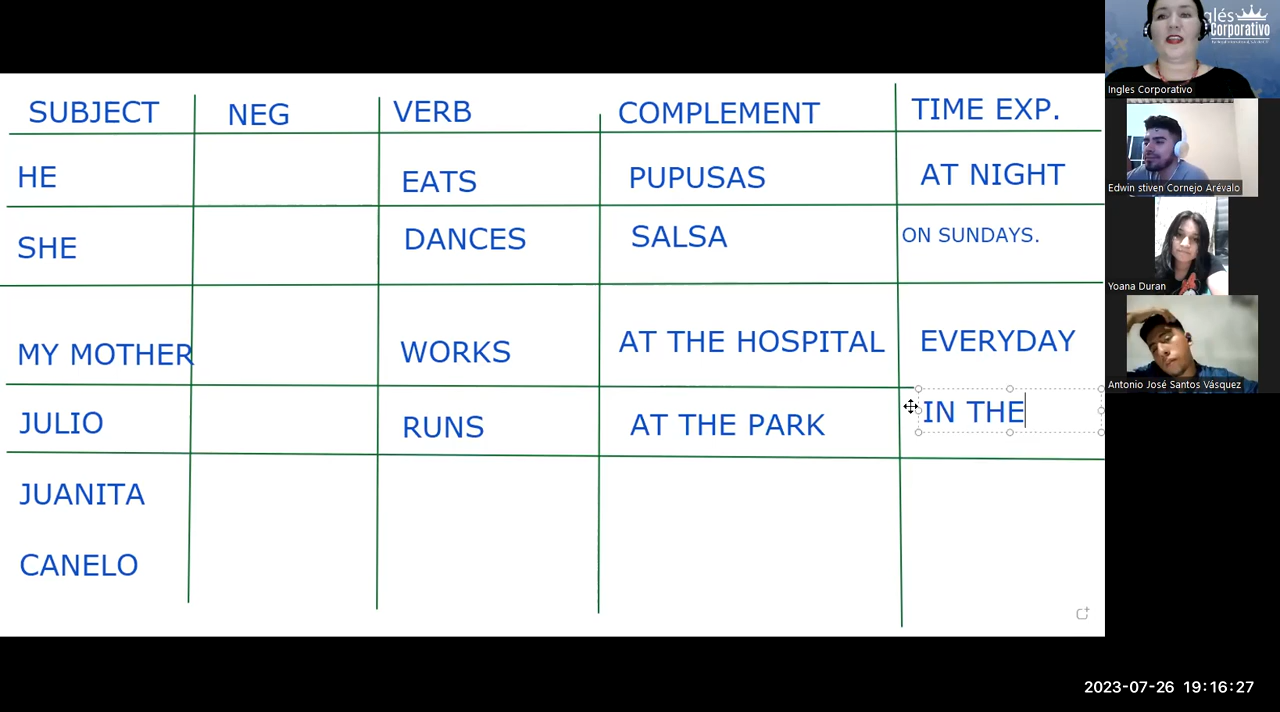 SUBJECT NEG VERB COMPLEMENT TIME EXP.
HE EATS PUPUSAS AT NIGHT
SHE DANCES SALSA ON SUNDAYS.
MY MOTHER WORKS AT THE HOSPITAL EVERYDAY
JULIO RUNS AT THE PARK IN THE
JUANITA
CANELO
glés
Corporativo
Ingles Corporativo
Edwin stiven Cornejo Arévalo
Yoana Duran
Antonio José Santos Vásquez
2023-07-26 19:16:27